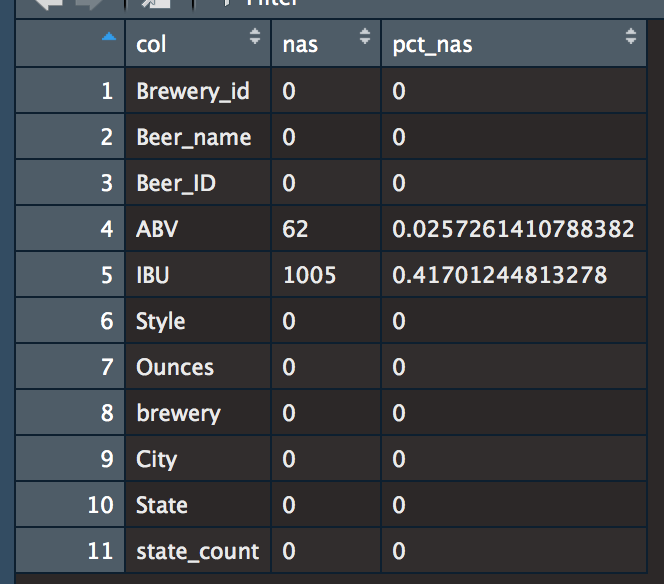 Filter
col nas pct_nas
1 Brewery_id 0 0
2 Beer_name 0 0
3 Beer_ID 0 0
4 ABV 62 0.0257261410788382
5 IBU 1005 0.41701244813278
6 Style 0 0
7 Ounces 0 0
8 brewery 0 0
9 City 0 0
10 State 0 0
11 state_count 0 0